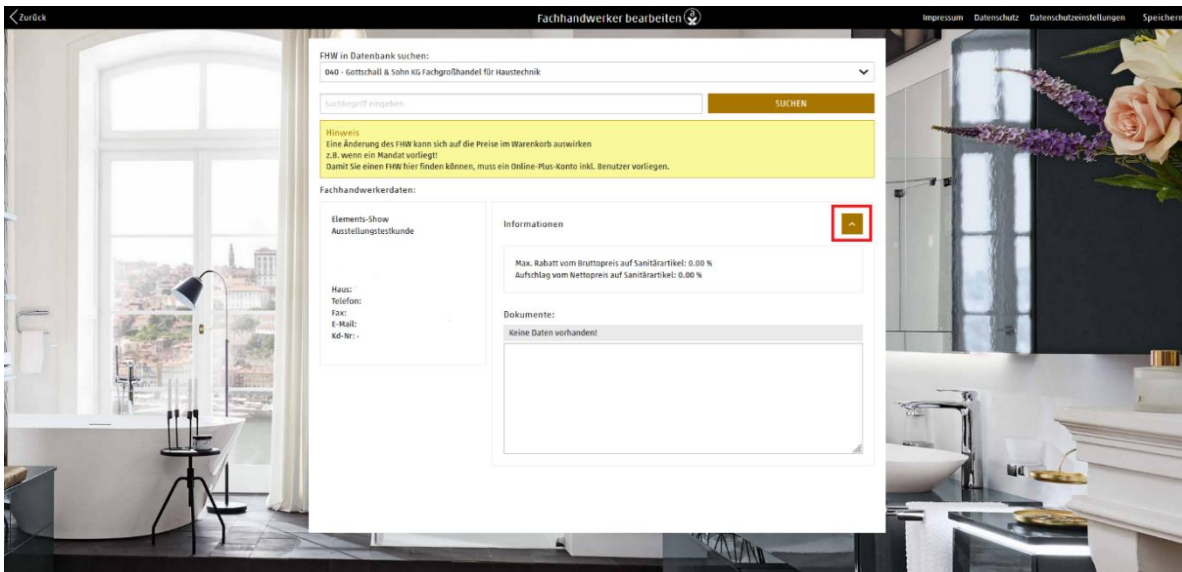 Zurück
Fachhandwerker bearbeiten
Impressum Datenschutz Datenschutzeinstellungen Speichern
FHW in Datenbank suchen:
040 - Gottschall & Sohn KG Fachgroßhandel für Haustechnik
Suchbegriff eingeben
SUCHEN
Hinweis
Eine Änderung des FHW kann sich auf die Preise im Warenkorb auswirken
z.B. wenn ein Mandat vorliegt!
Damit Sie einen FHW hier finden können, muss ein Online-Plus-Konto inkl. Benutzer vorliegen.
Fachhandwerkerdaten:
Elements-Show
Ausstellungstestkunde
Haus:
Telefon:
Fax:
E-Mail:
Kd-Nr:
Informationen
Max. Rabatt vom Bruttopreis auf Sanitärartikel: 0.00 %
Aufschlag vom Nettopreis auf Sanitärartikel: 0.00 %
Dokumente:
Keine Daten vorhanden!